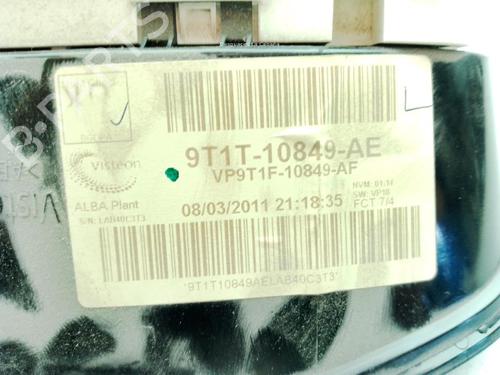 Visteon
ALBA Plant
S/N: LAB40C3T3
9T1T-10849-AE
VP9T1F-10849-AF
08/03/2011 21:18:35
HVM: 01.14
SW: VP18
FCT 7/4
*9T1T10849AELAB40C3T3*
B-PARTS